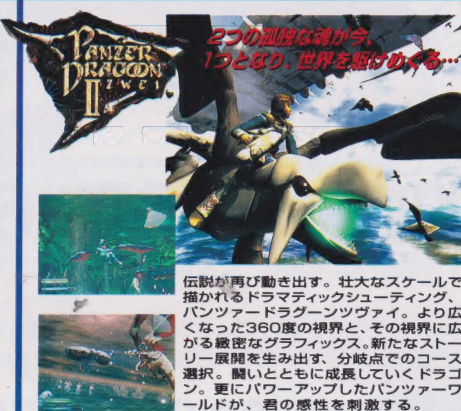 PANZER
DRAGOON
II ZWEI
2つの孤独な魂が今、
1つとなり、世界を駆けめぐる…
伝説が再び動き出す。壮大なスケールで
描かれるドラマティックシューティング、
パンツァードラグーンツヴァイ。より広
くなった360度の視界と、その視界に広
がる緻密なグラフィックス。新たなストー
リー展開を生み出す、分岐点でのコース
選択。闘いとともに成長していくドラゴ
ン。更にパワーアップしたパンツァーワ
ールドが、君の感性を刺激する。